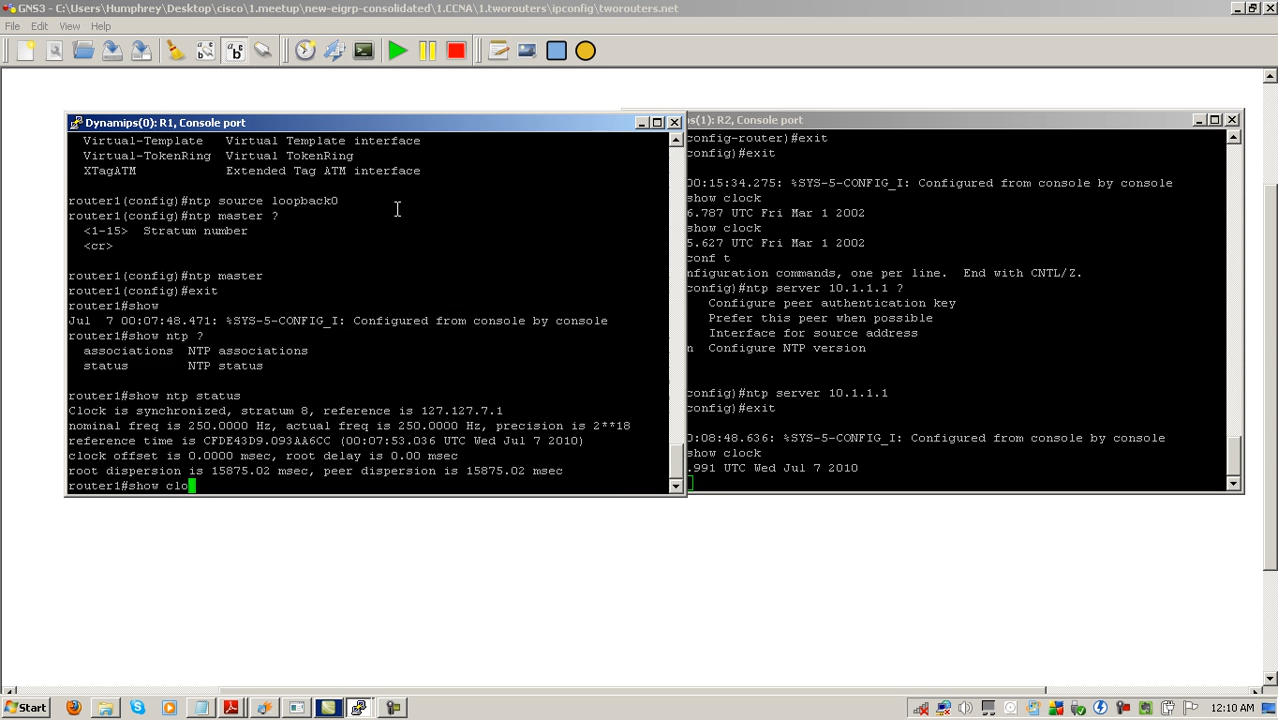 GNS3 - C:\Users\Humphrey\Desktop\cisco\1.meetup\new-eigrp-consolidated\1.CCNA\1.tworouters\ipconfig\tworouters.net
File Edit View Help
Dynamips(0): R1, Console port
Virtual-Template Virtual Template interface
Virtual-TokenRing Virtual TokenRing
XTagATM Extended Tag ATM interface
router1(config)#ntp source loopback0
router1(config)#ntp master ?
<1-15> Stratum number
<cr>
router1(config)#ntp master
router1(config)#exit
router1#show
Jul 7 00:07:48.471: %SYS-5-CONFIG_I: Configured from console by console
router1#show ntp ?
associations NTP associations
status NTP status
router1#show ntp status
Clock is synchronized, stratum 8, reference is 127.127.7.1
nominal freq is 250.0000 Hz, actual freq is 250.0000 Hz, precision is 2**18
reference time is CFDE43D9.093AA6CC (00:07:53.036 UTC Wed Jul 7 2010)
clock offset is 0.0000 msec, root delay is 0.00 msec
root dispersion is 15875.02 msec, peer dispersion is 15875.02 msec
router1#show clo
s(1): R2, Console port
config-router)#exit
config)#exit
00:15:34.275: %SYS-5-CONFIG_I: Configured from console by console
show clock
6.787 UTC Fri Mar 1 2002
show clock
5.627 UTC Fri Mar 1 2002
conf t
nfiguration commands, one per line. End with CNTL/Z.
config)#ntp server 10.1.1.1 ?
Configure peer authentication key
Prefer this peer when possible
Interface for source address
n Configure NTP version
config)#ntp server 10.1.1.1
config)#exit
0:08:48.636: %SYS-5-CONFIG_I: Configured from console by console
show clock
.991 UTC Wed Jul 7 2010
Start
12:10 AM